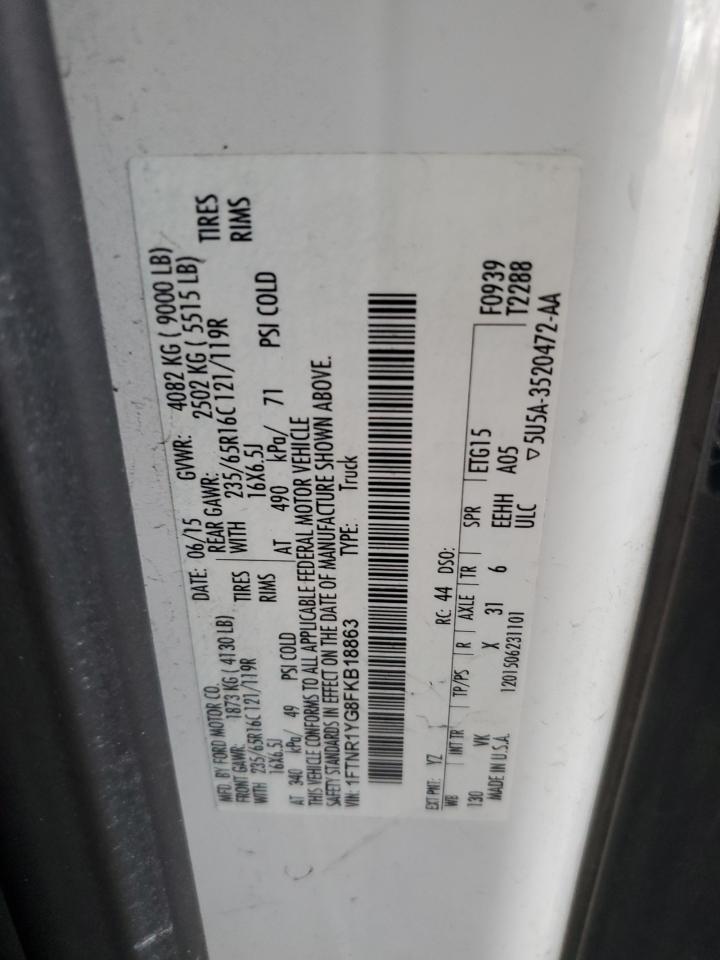 MFD. BY FORD MOTOR CO.
DATE: 06/15 GVWR: 4082 KG ( 9000 LB)
FRONT GAWR: 1873 KG ( 4130 LB) REAR GAWR: 2502 KG ( 5515 LB)
WITH 235/65R16C 121/119R TIRES WITH 235/65R16C 121/119R TIRES
16X6.5J RIMS 16X6.5J RIMS
AT 340 kPa/ 49 PSI COLD AT 490 kPa/ 71 PSI COLD
THIS VEHICLE CONFORMS TO ALL APPLICABLE FEDERAL MOTOR VEHICLE
SAFETY STANDARDS IN EFFECT ON THE DATE OF MANUFACTURE SHOWN ABOVE.
VIN: 1FTNR1YG8FKB18863 TYPE: Truck
EXT PNT: YZ RC: 44 DSO: F0939
WB INT TR TP/PS R AXLE TR SPR ETG15 T2288
130 VK X 31 6 EEHH A05
MADE IN U.S.A. 1201506231101 ULC ▽5U5A-3520472-AA